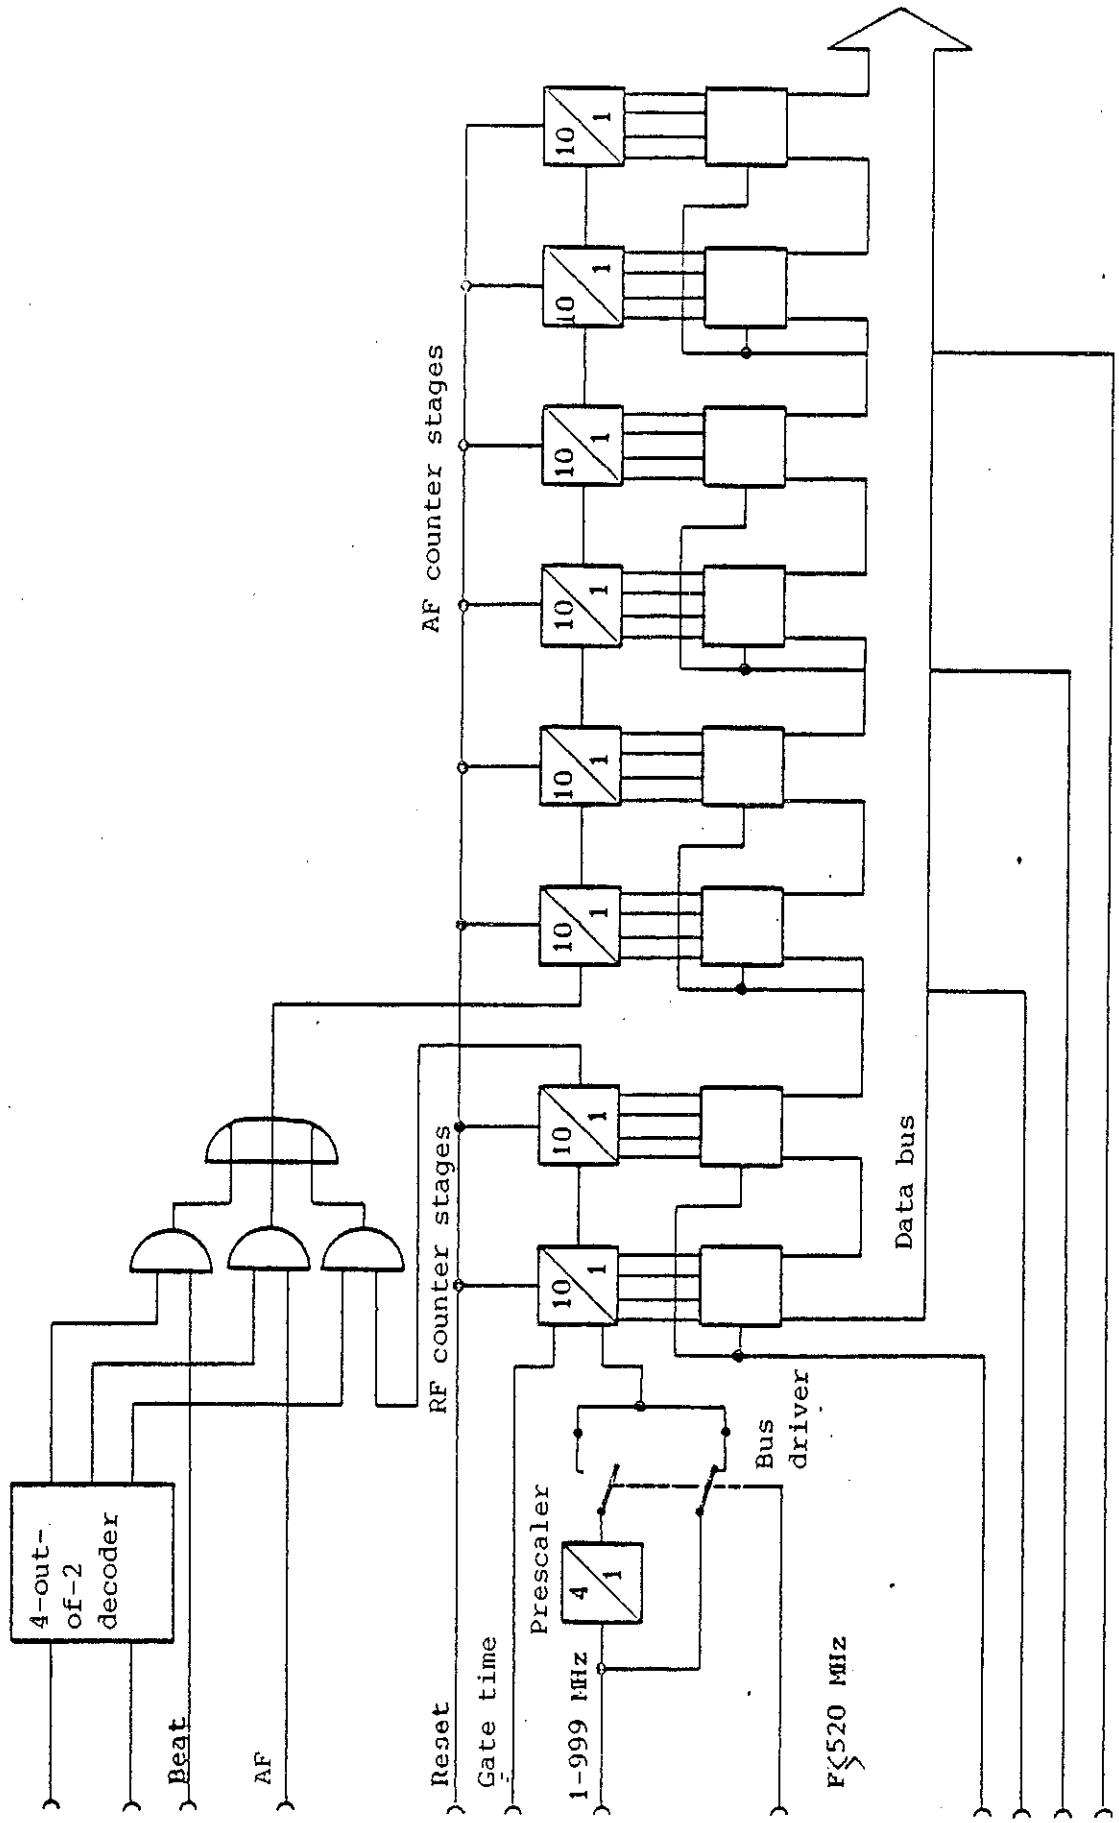 4-out-
of-2
decoder
Beat
AF
Reset
Gate time
1-999 MHz
F<520 MHz
Prescaler
4
1
Bus
driver
RF counter stages
AF counter stages
10
1
10
1
10
1
10
1
10
1
10
1
10
1
10
1
Data bus